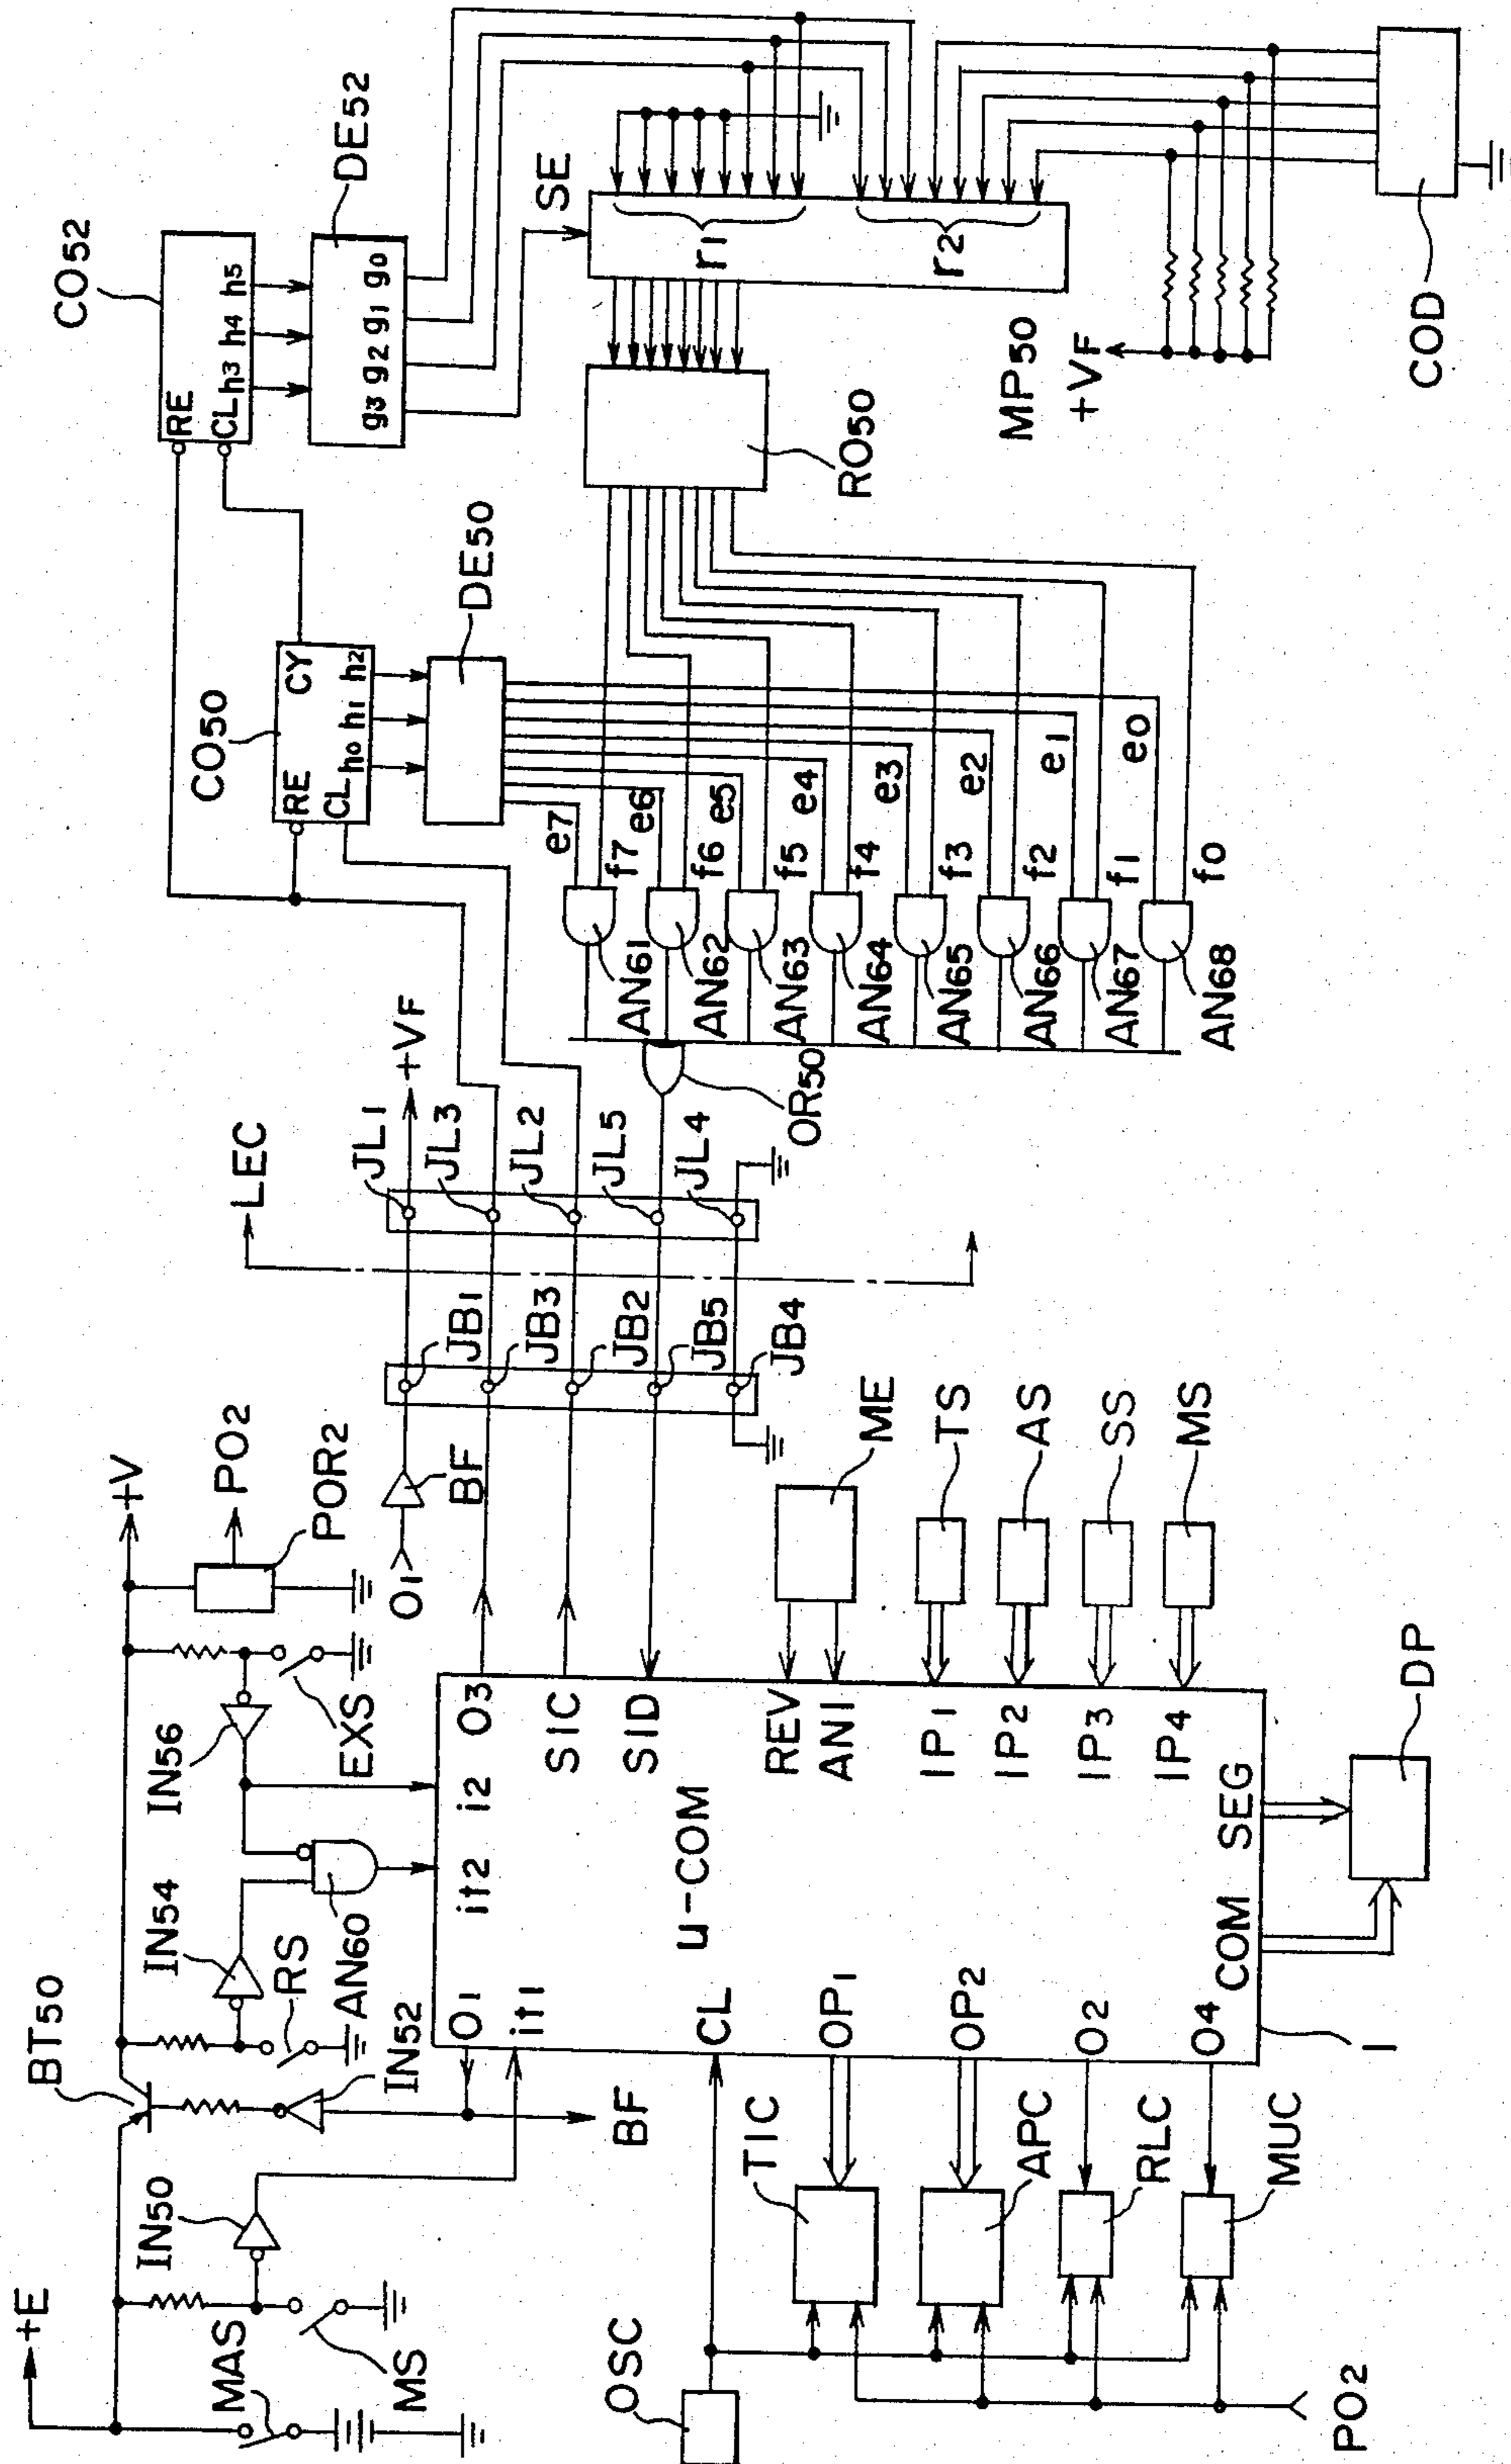 +E
MAS
MS
IN50
BT50
IN54
RS
AN60
IN52
IN56
EXS
+V
PO2
POR2
O1
BF
BF
it1
O1
it2
i2
O3
SIC
SID
REV
ANI
IP1
IP2
IP3
IP4
SEG
COM
u-COM
CL
OP1
OP2
O2
O4
1
OSC
TIC
APC
RLC
MUC
PO2
DP
ME
TS
AS
SS
MS
JB1
JB3
JB2
JB5
JB4
LEC
JL1
JL3
JL2
JL5
JL4
+VF
OR50
AN61
AN62
AN63
AN64
AN65
AN66
AN67
AN68
e7
f7
e6
f6
e5
f5
e4
f4
e3
f3
e2
f2
e1
f1
e0
f0
CO50
RE
CY
CL
h0
h1
h2
DE50
CO52
RE
CL
h3
h4
h5
DE52
g3
g2
g1
g0
SE
r1
r2
RO50
MP50
+VF
COD